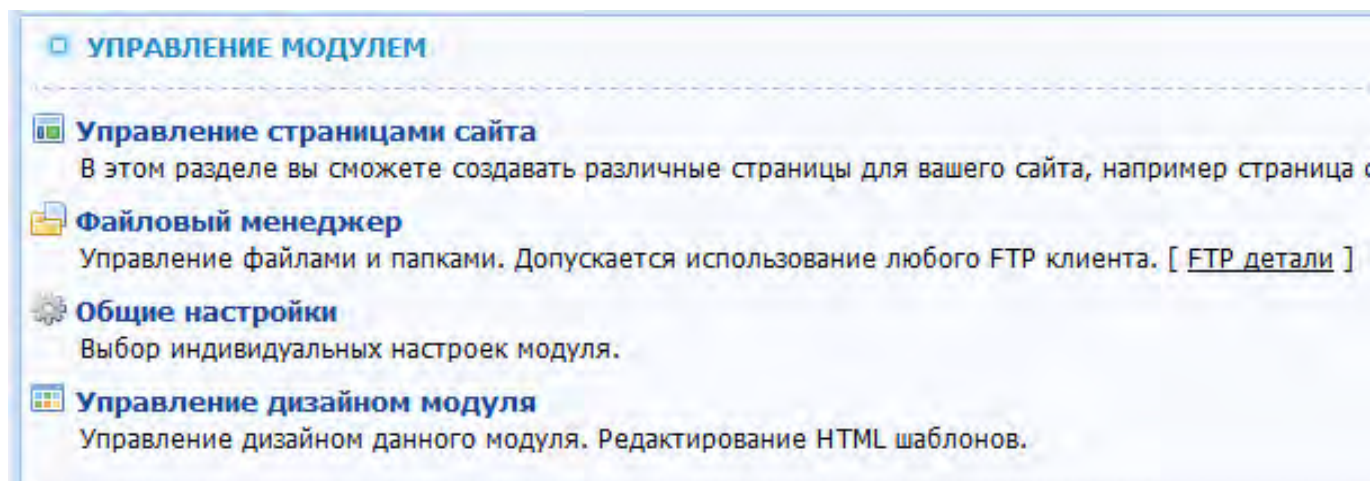 УПРАВЛЕНИЕ МОДУЛЕМ
Управление страницами сайта
В этом разделе вы сможете создавать различные страницы для вашего сайта, например страница
Файловый менеджер
Управление файлами и папками. Допускается использование любого FTP клиента. [ FTP детали ]
Общие настройки
Выбор индивидуальных настроек модуля.
Управление дизайном модуля
Управление дизайном данного модуля. Редактирование HTML шаблонов.